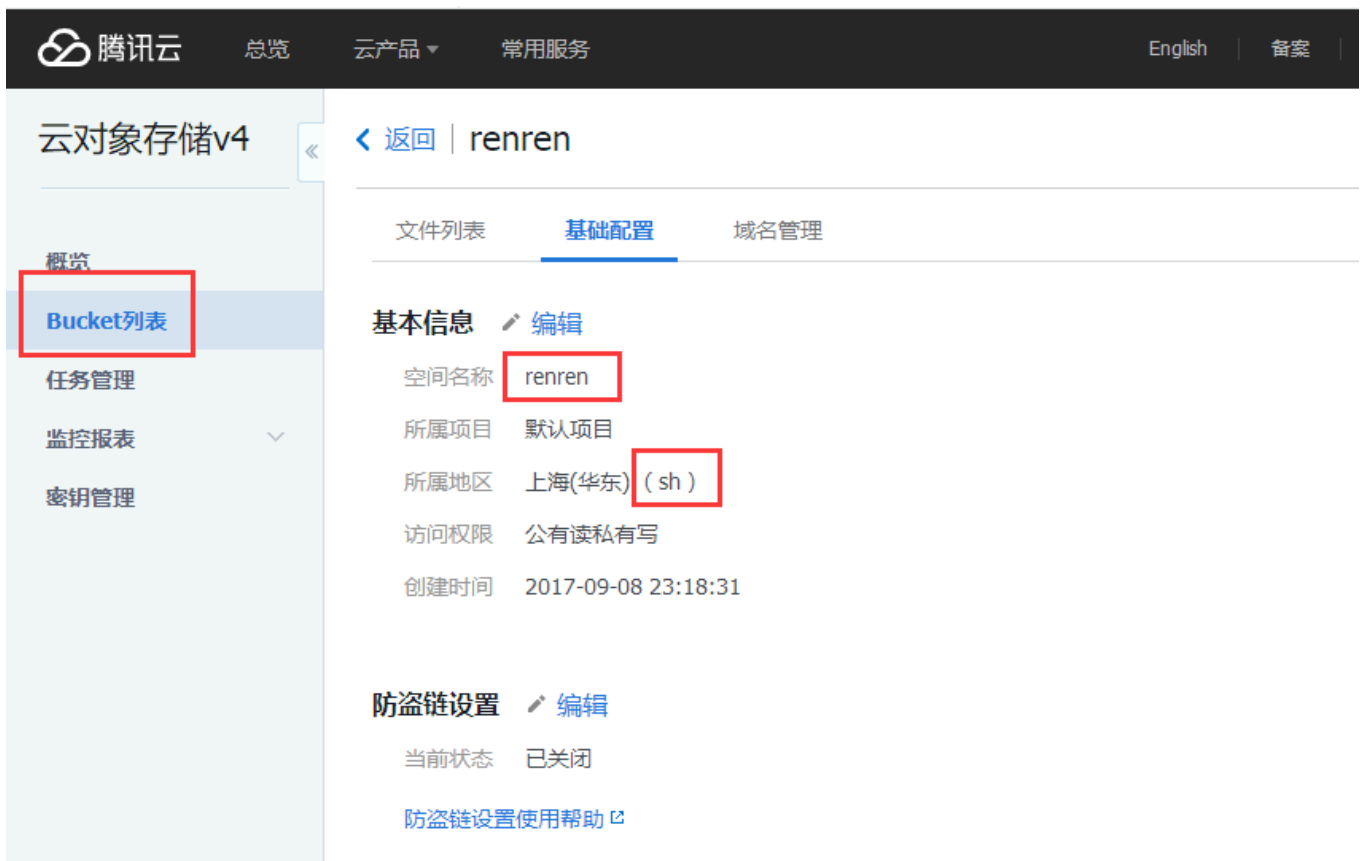 腾讯云 总览 云产品 常用服务 English 备案
云对象存储v4
返回 renren
文件列表 基础配置 域名管理
概览
Bucket列表
任务管理
监控报表
密钥管理
基本信息 编辑
空间名称 renren
所属项目 默认项目
所属地区 上海(华东) ( sh )
访问权限 公有读私有写
创建时间 2017-09-08 23:18:31
防盗链设置 编辑
当前状态 已关闭
防盗链设置使用帮助